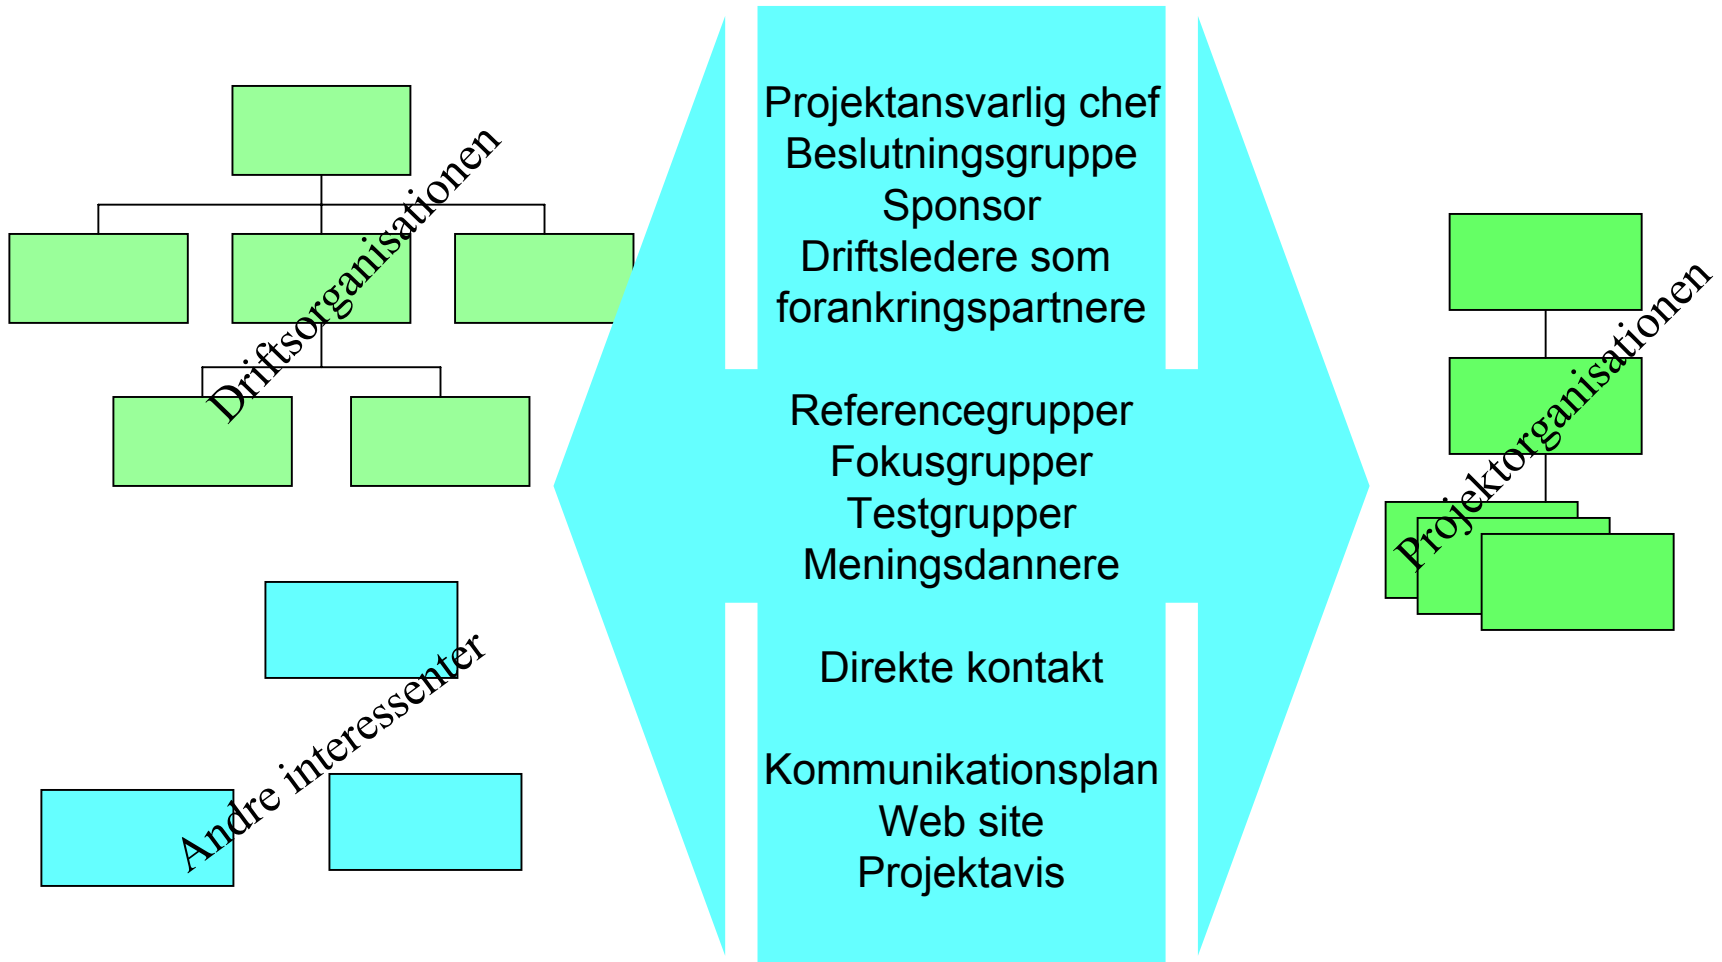 Driftsorganisationen
Andre interessenter
Projektansvarlig chef
Beslutningsgruppe
Sponsor
Driftsledere som
forankringspartnere
Referencegrupper
Fokusgrupper
Testgrupper
Meningsdannere
Direkte kontakt
Kommunikationsplan
Web site
Projektavis
Projektorganisationen